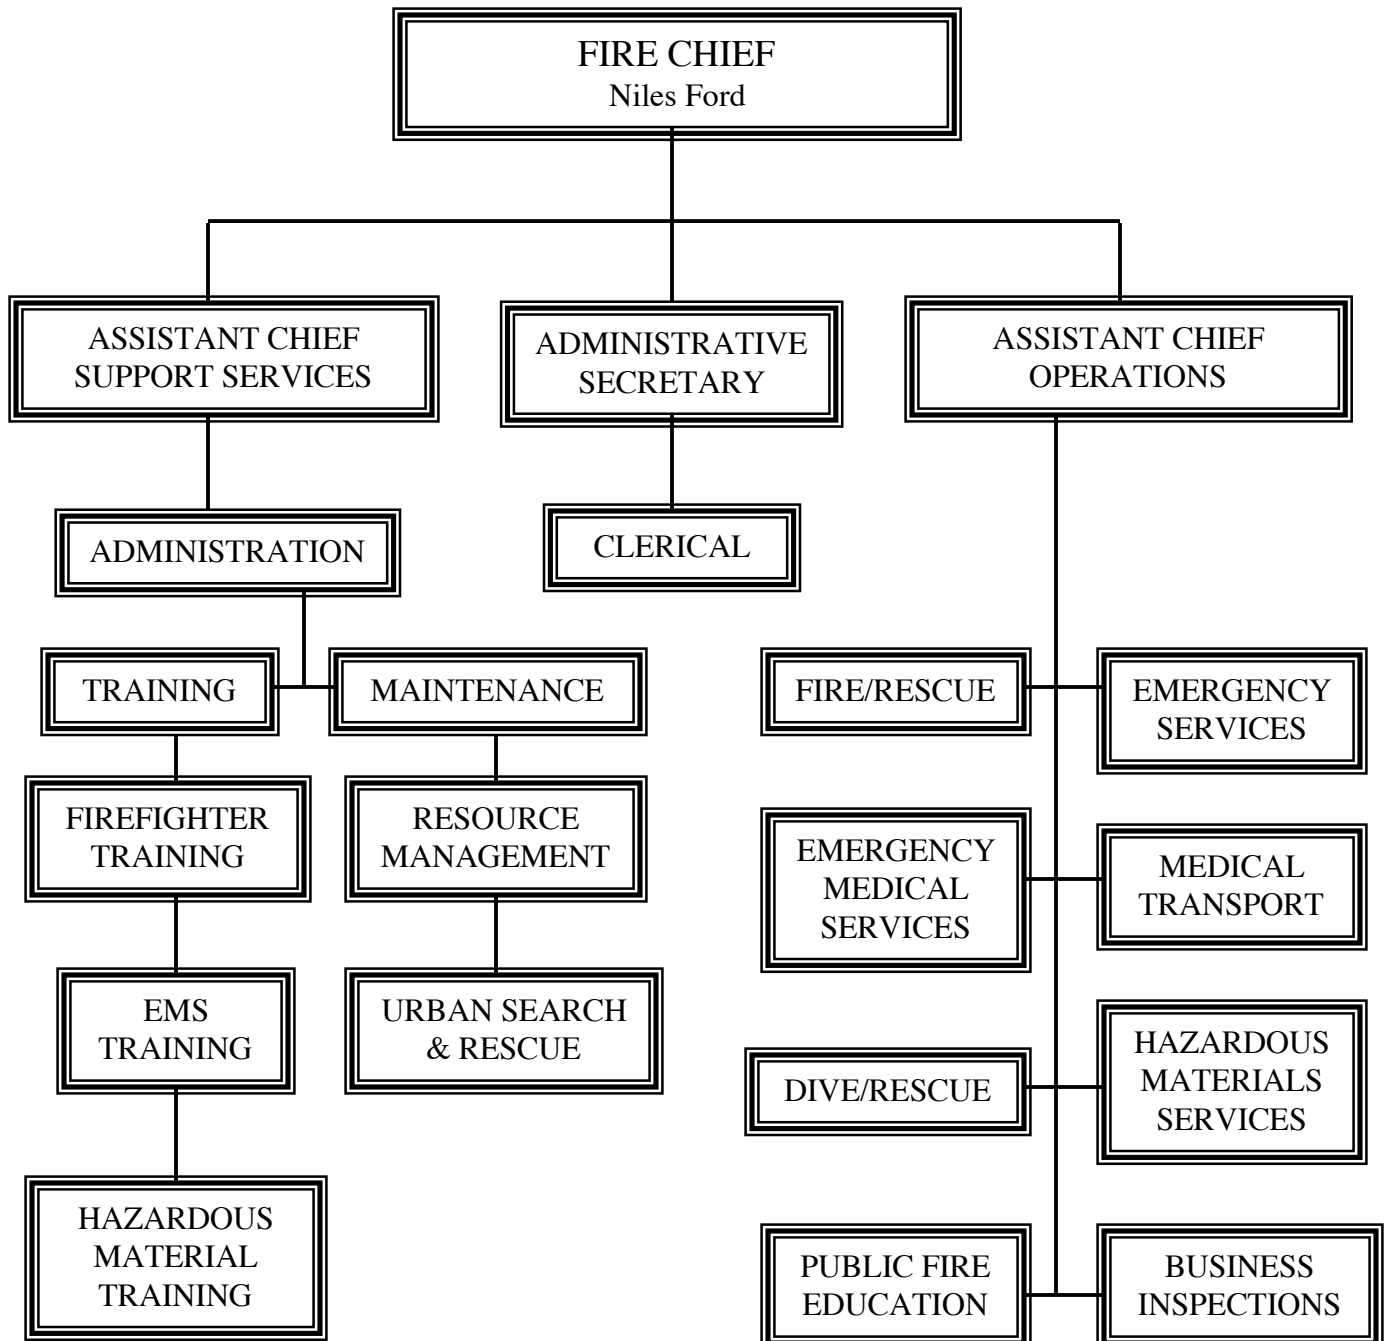 FIRE CHIEF
Niles Ford
ASSISTANT CHIEF
SUPPORT SERVICES
ADMINISTRATIVE
SECRETARY
ASSISTANT CHIEF
OPERATIONS
ADMINISTRATION
CLERICAL
TRAINING
MAINTENANCE
FIRE/RESCUE
EMERGENCY
SERVICES
FIREFIGHTER
TRAINING
RESOURCE
MANAGEMENT
EMERGENCY
MEDICAL
SERVICES
MEDICAL
TRANSPORT
EMS
TRAINING
URBAN SEARCH
& RESCUE
DIVE/RESCUE
HAZARDOUS
MATERIALS
SERVICES
HAZARDOUS
MATERIAL
TRAINING
PUBLIC FIRE
EDUCATION
BUSINESS
INSPECTIONS